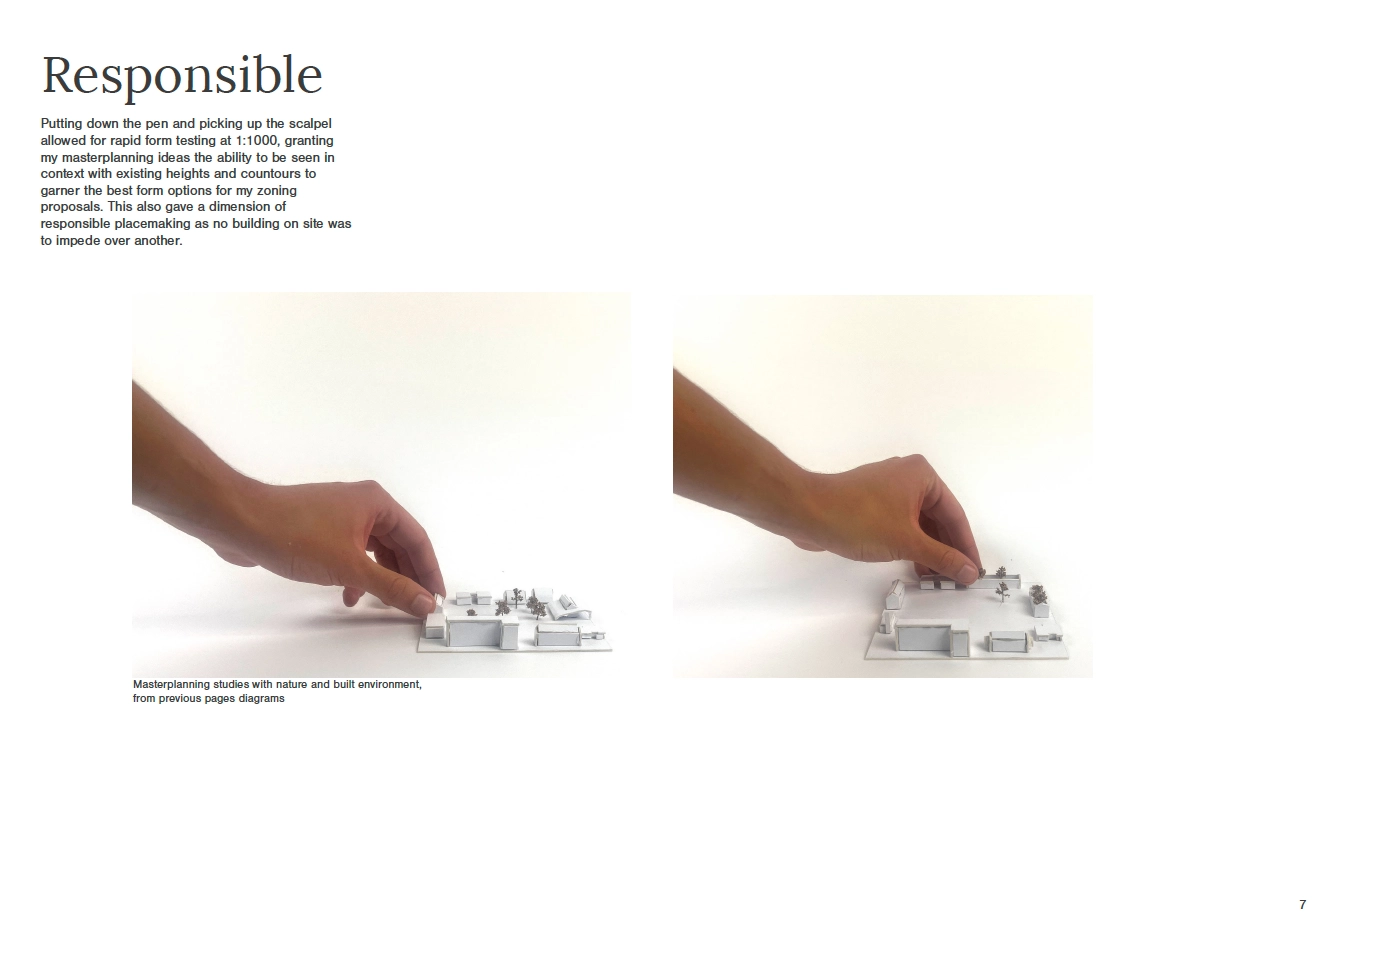 Responsible
Putting down the pen and picking up the scalpel
allowed for rapid form testing at 1:1000, granting
my masterplanning ideas the ability to be seen in
context with existing heights and countours to
garner the best form options for my zoning
proposals. This also gave a dimension of
responsible placemaking as no building on site was
to impede over another.
Masterplanning studies with nature and built environment,
from previous pages diagrams
7